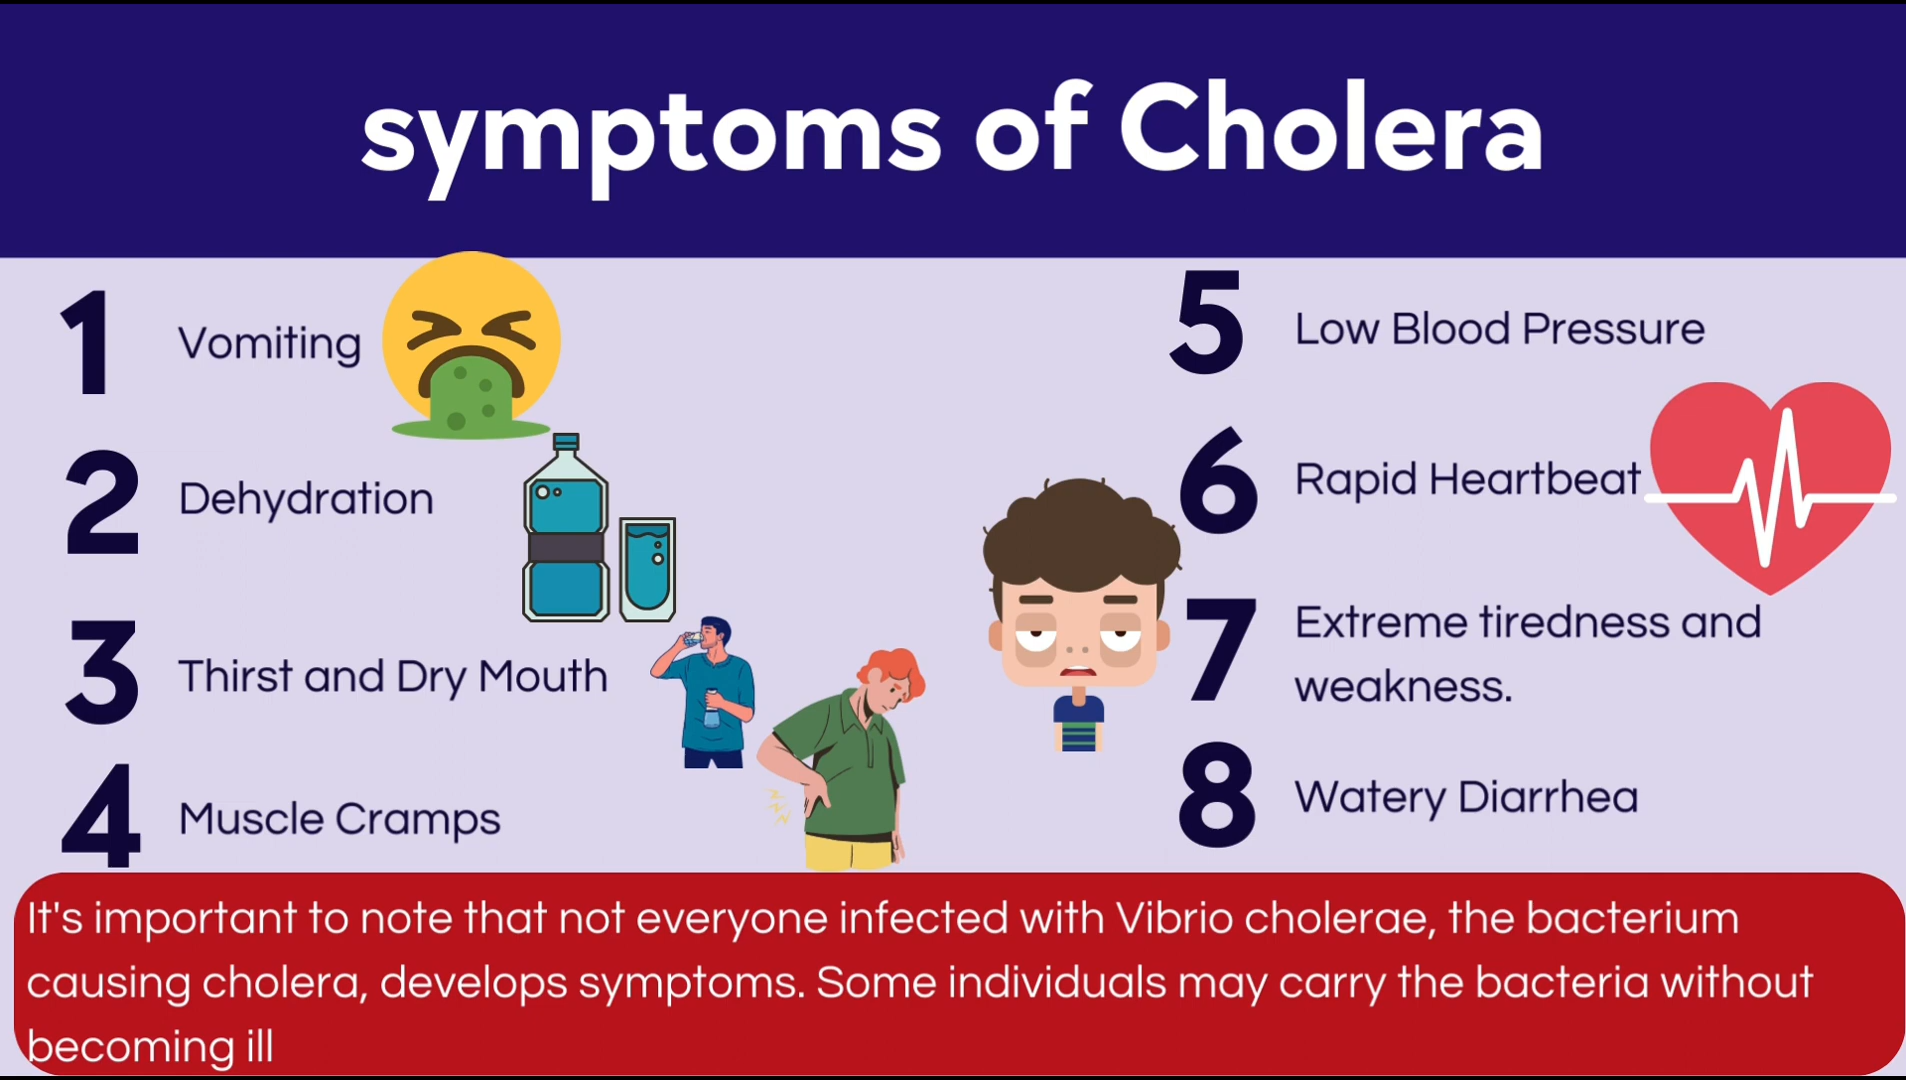 symptoms of Cholera
1 Vomiting
2 Dehydration
3 Thirst and Dry Mouth
4 Muscle Cramps
5 Low Blood Pressure
6 Rapid Heartbeat
7 Extreme tiredness and
weakness.
8 Watery Diarrhea
It's important to note that not everyone infected with Vibrio cholerae, the bacterium
causing cholera, develops symptoms. Some individuals may carry the bacteria without
becoming ill